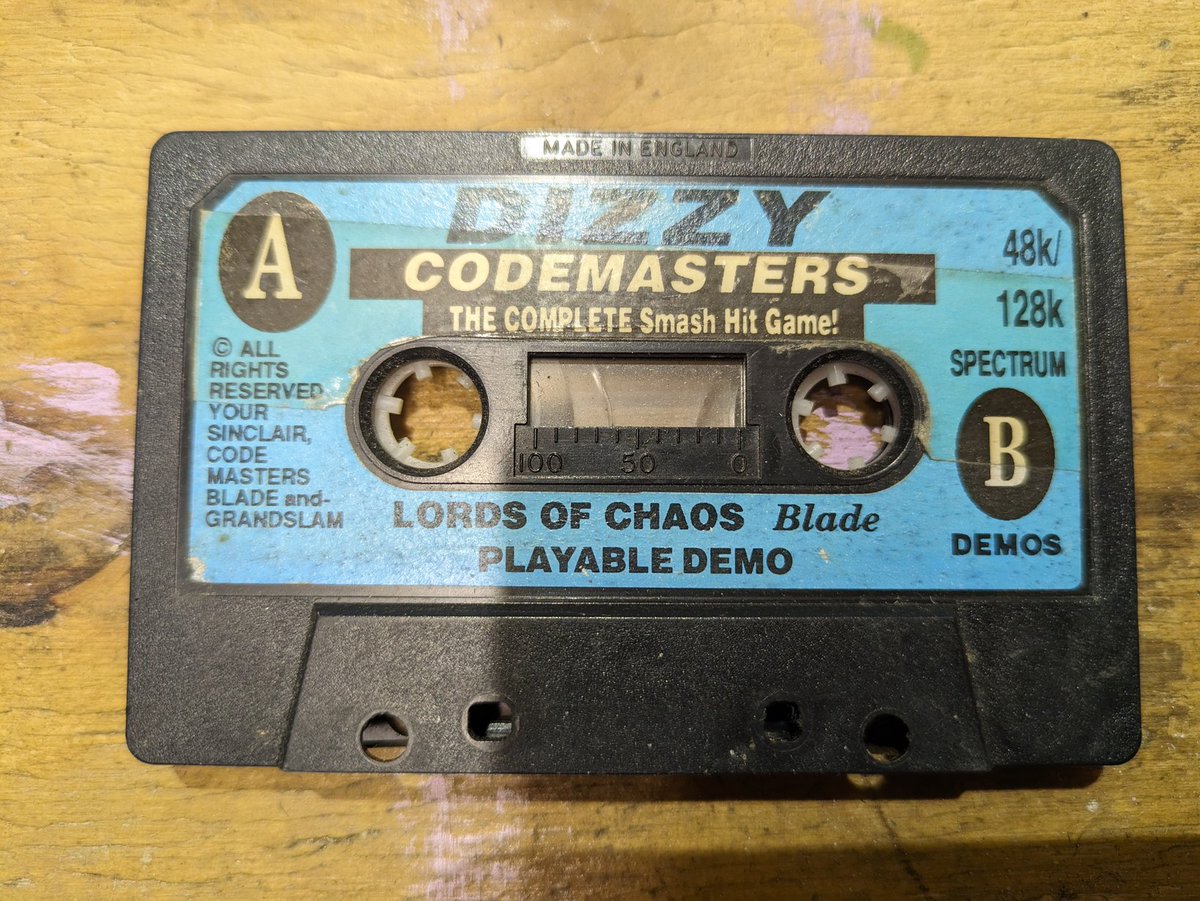 MADE IN ENGLAND
A
DIZZY
CODEMASTERS
THE COMPLETE Smash Hit Game!
48k/
128k
SPECTRUM
© ALL
RIGHTS
RESERVED
YOUR
SINCLAIR,
CODE
MASTERS
BLADE and-
GRANDSLAM
100 50 0
B
DEMOS
LORDS OF CHAOS Blade
PLAYABLE DEMO